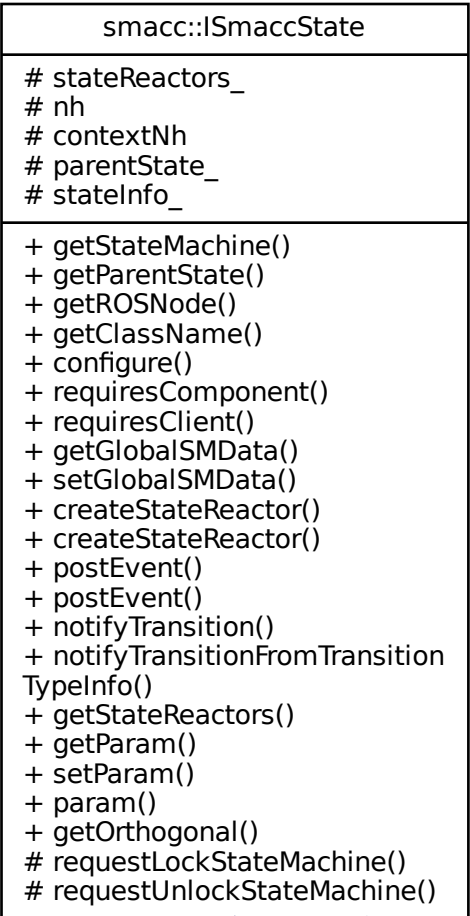 smacc::ISmaccState
# stateReactors_
# nh
# contextNh
# parentState_
# stateInfo_
+ getStateMachine()
+ getParentState()
+ getROSNode()
+ getClassName()
+ configure()
+ requiresComponent()
+ requiresClient()
+ getGlobalSMData()
+ setGlobalSMData()
+ createStateReactor()
+ createStateReactor()
+ postEvent()
+ postEvent()
+ notifyTransition()
+ notifyTransitionFromTransition
TypeInfo()
+ getStateReactors()
+ getParam()
+ setParam()
+ param()
+ getOrthogonal()
# requestLockStateMachine()
# requestUnlockStateMachine()